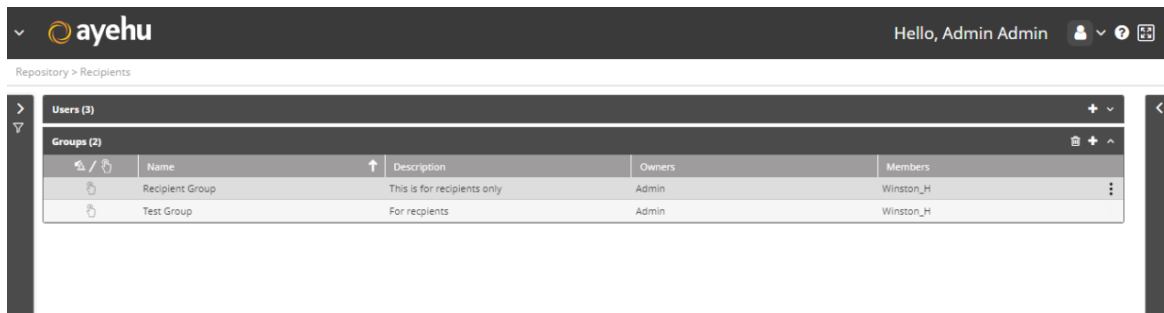 ayehu Hello, Admin Admin
Repository > Recipients
Users (3)
Groups (2)
/ Name Description Owners Members
Recipient Group This is for recipients only Admin Winston_H
Test Group For recpients Admin Winston_H